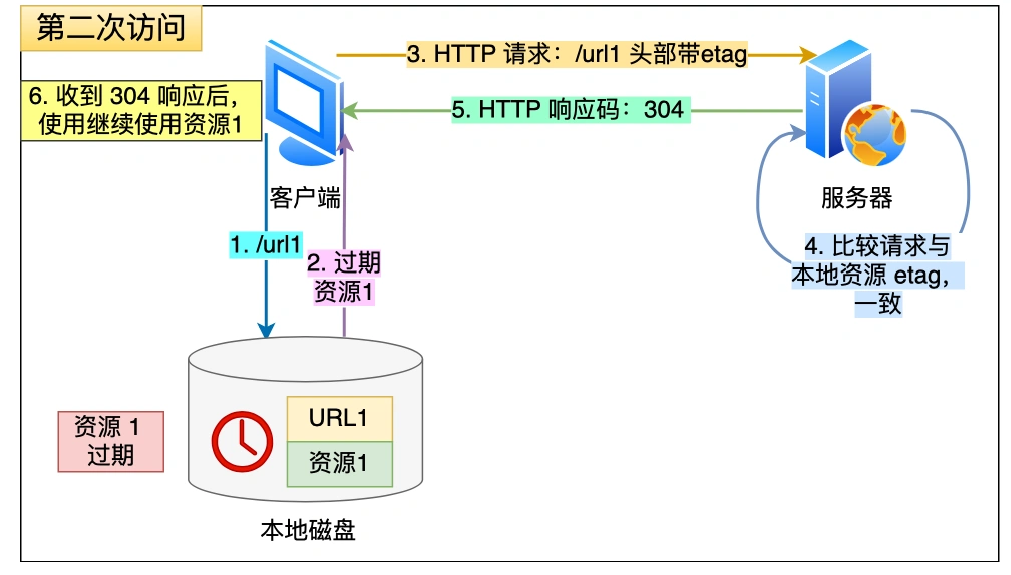 第二次访问
3. HTTP 请求：/url1 头部带etag
6. 收到 304 响应后，
使用继续使用资源1
5. HTTP 响应码：304
客户端
服务器
1. /url1
2. 过期
资源1
4. 比较请求与
本地资源 etag，
一致
资源 1
过期
URL1
资源1
本地磁盘